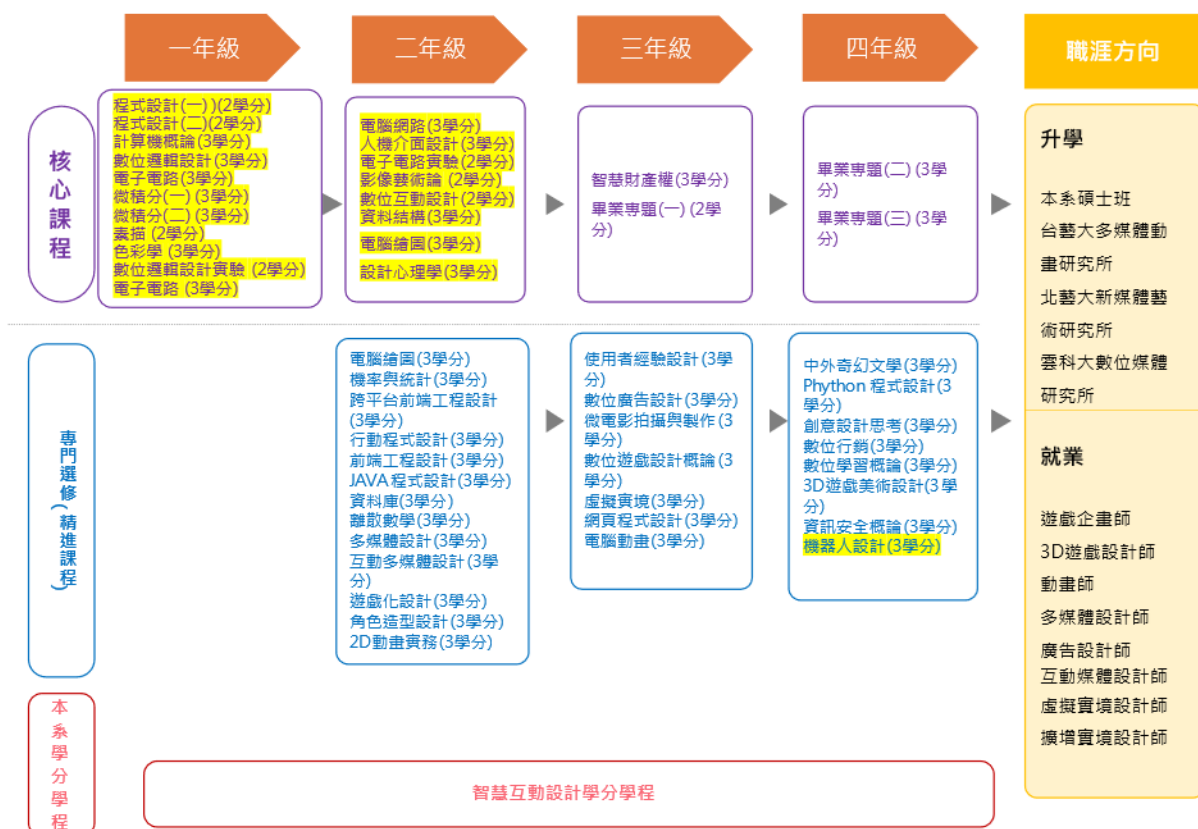 一年級
二年級
三年級
四年級
職涯方向
核心課程
程式設計(一) )(2學分)
程式設計(二)(2學分)
計算機概論(3學分)
數位邏輯設計(3學分)
電子電路(3學分)
微積分(一) (3學分)
微積分(二) (3學分)
素描 (2學分)
色彩學 (3學分)
數位邏輯設計實驗 (2學分)
電子電路 (3學分)
電腦網路(3學分)
人機介面設計(3學分)
電子電路實驗(2學分)
影像藝術論 (2學分)
數位互動設計(2學分)
資料結構(3學分)
電腦繪圖(3學分)
設計心理學(3學分)
智慧財產權(3學分)
畢業專題(一) (2學
分)
畢業專題(二) (3學
分)
畢業專題(三) (3學
分)
專門選修(精進課程)
電腦繪圖(3學分)
機率與統計(3學分)
跨平台前端工程設計
(3學分)
行動程式設計(3學分)
前端工程設計(3學分)
JAVA程式設計(3學分)
資料庫(3學分)
離散數學(3學分)
多媒體設計(3學分)
互動多媒體設計(3學
分)
遊戲化設計(3學分)
角色造型設計(3學分)
2D動畫實務(3學分)
使用者經驗設計(3學
分)
數位廣告設計(3學分)
微電影拍攝與製作(3
學分)
數位遊戲設計概論(3
學分)
虛擬實境(3學分)
網頁程式設計(3學分)
電腦動畫(3學分)
中外奇幻文學(3學分)
Phython 程式設計(3
學分)
創意設計思考(3學分)
數位行銷(3學分)
數位學習概論(3學分)
3D遊戲美術設計(3學
分)
資訊安全概論(3學分)
機器人設計(3學分)
升學
本系碩士班
台藝大多媒體動
畫研究所
北藝大新媒體藝
術研究所
雲科大數位媒體
研究所
就業
遊戲企畫師
3D遊戲設計師
動畫師
多媒體設計師
廣告設計師
互動媒體設計師
虛擬實境設計師
擴增實境設計師
本系學分學程
智慧互動設計學分學程